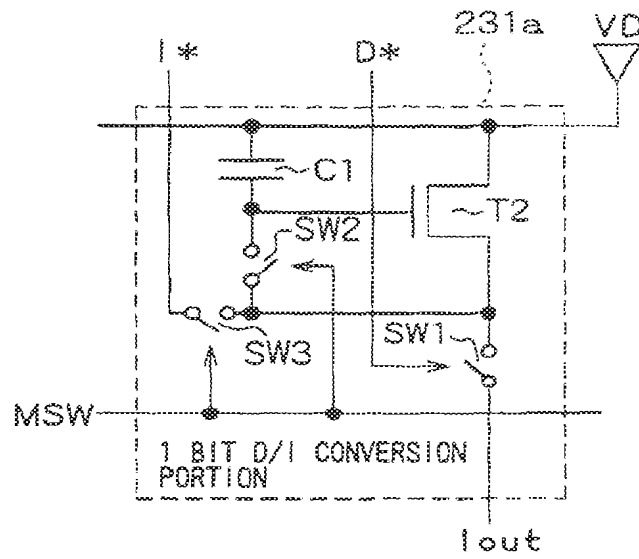 231a
VD
I*
D*
C1
T2
SW2
SW1
SW3
MSW
1 BIT D/I CONVERSION
PORTION
Iout